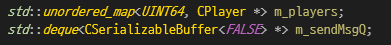 std::unordered_map<UINT64, CPlayer *> m_players;
std::deque<CSerializableBuffer<FALSE> *> m_sendMsgQ;